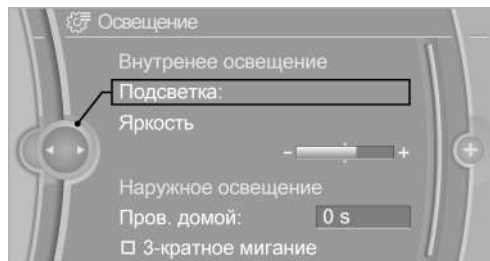 Освещение
Внутренее освещение
Подсветка:
Яркость
- +
Наружное освещение
Пров. домой: 0 s
3-кратное мигание